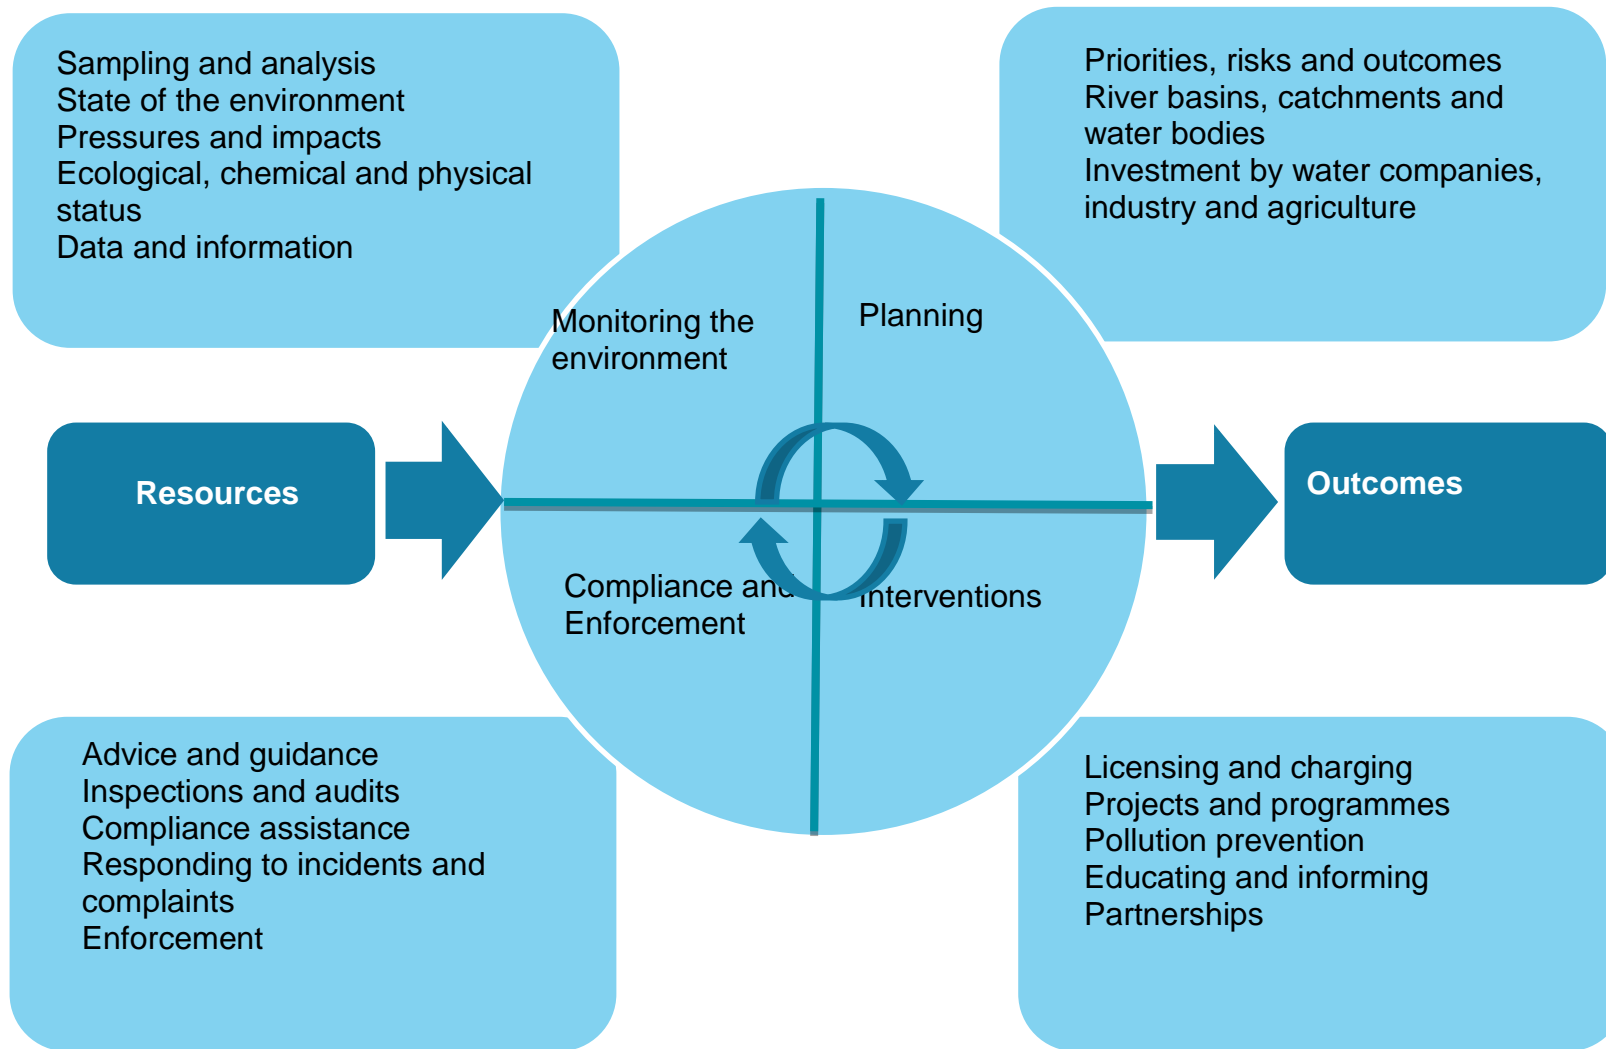 Sampling and analysis
State of the environment
Pressures and impacts
Ecological, chemical and physical
status
Data and information
Priorities, risks and outcomes
River basins, catchments and
water bodies
Investment by water companies,
industry and agriculture
Monitoring the
environment
Planning
Resources
Outcomes
Compliance and
Enforcement
Interventions
Advice and guidance
Inspections and audits
Compliance assistance
Responding to incidents and
complaints
Enforcement
Licensing and charging
Projects and programmes
Pollution prevention
Educating and informing
Partnerships